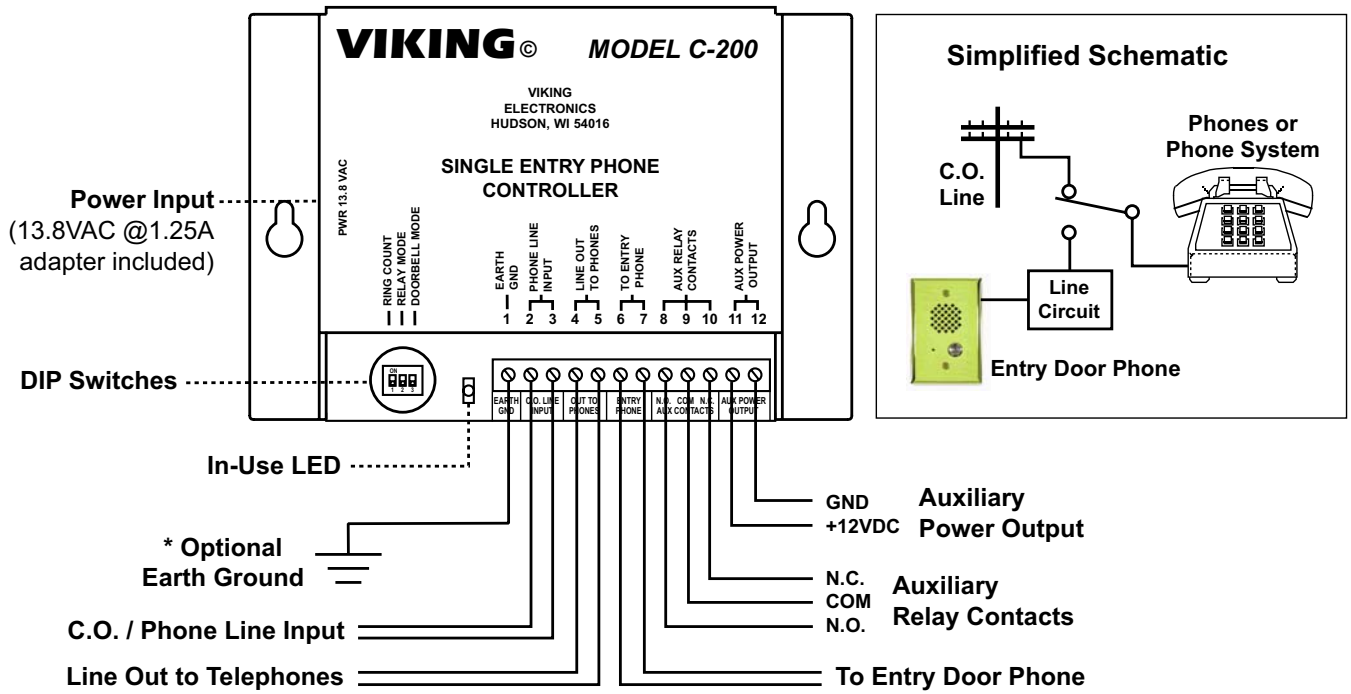 VIKING© MODEL C-200
VIKING
ELECTRONICS
HUDSON, WI 54016
SINGLE ENTRY PHONE
CONTROLLER
PWR 13.8 VAC
RING COUNT
RELAY MODE
DOORBELL MODE
EARTH
GND
PHONE LINE
INPUT
LINE OUT
TO PHONES
TO ENTRY
PHONE
AUX RELAY
CONTACTS
AUX POWER
OUTPUT
1 2 3 4 5 6 7 8 9 10 11 12
Power Input
(13.8VAC @1.25A
adapter included)
DIP Switches
ON
1 2 3
EARTH
GND
C.O. LINE
INPUT
OUT TO
PHONES
ENTRY
PHONE
N.O. COM N.C.
AUX CONTACTS
AUX POWER
OUTPUT
In-Use LED
* Optional
Earth Ground
C.O. / Phone Line Input
Line Out to Telephones
GND
+12VDC
Auxiliary
Power Output
N.C.
COM
N.O.
Auxiliary
Relay Contacts
To Entry Door Phone
Simplified Schematic
C.O.
Line
Phones or
Phone System
Line
Circuit
Entry Door Phone